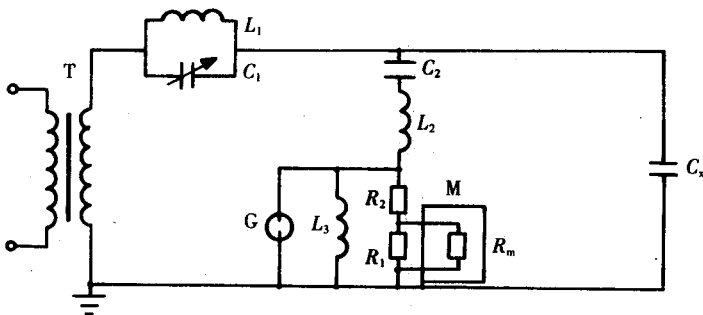 L₁
T
C₁
C₂
L₂
Cₓ
M
R₂
G
L₃
R₁
Rₘ